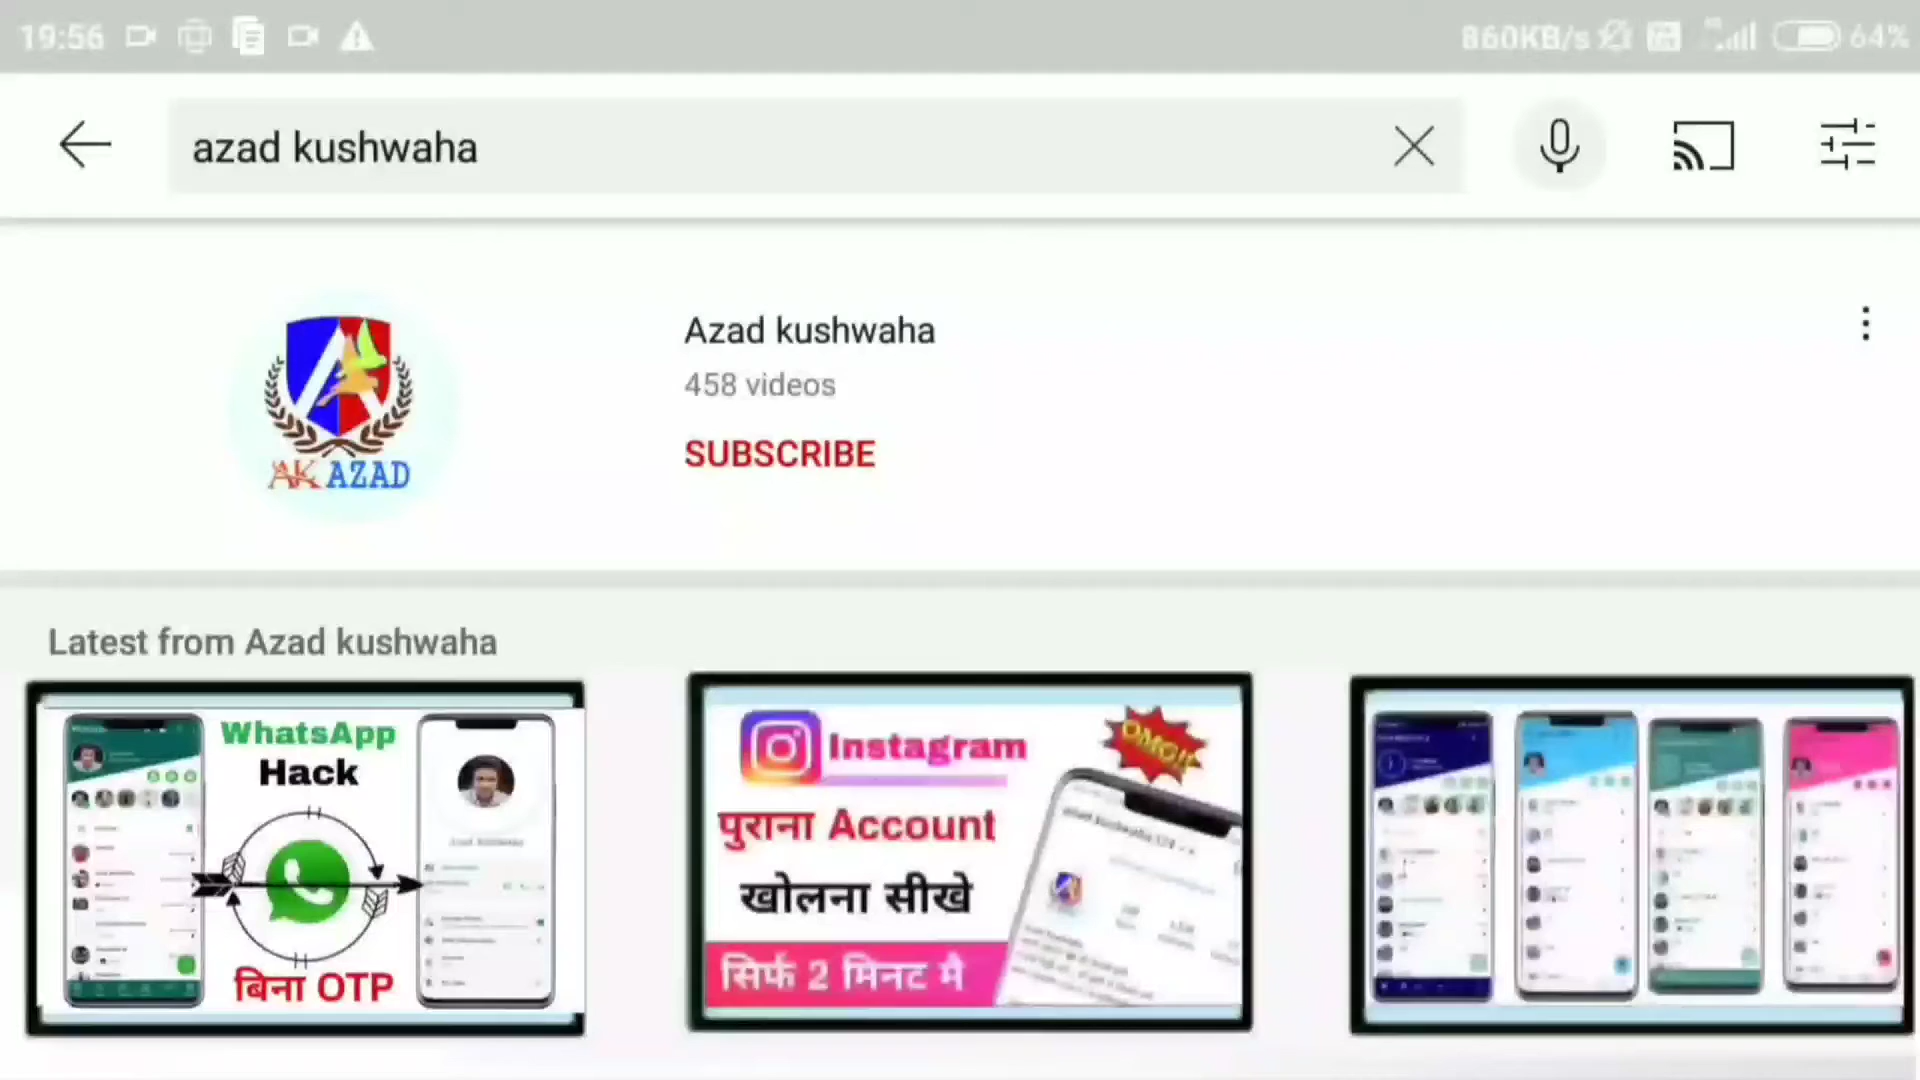 19:56
860KB/s
64%
azad kushwaha
Azad kushwaha
458 videos
SUBSCRIBE
AK AZAD
Latest from Azad kushwaha
WhatsApp
Hack
बिना OTP
Instagram
OMG!!
पुराना Account
खोलना सीखे
सिर्फ 2 मिनट मै